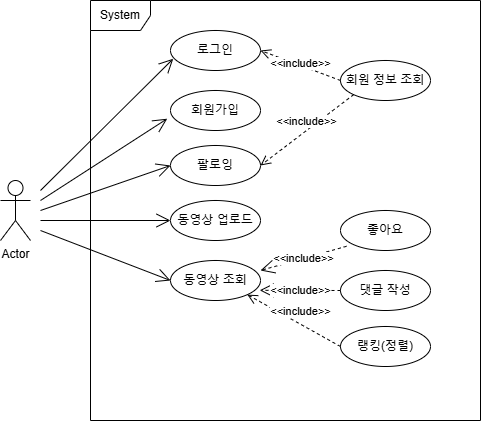 System
로그인
<<include>>
회원 정보 조회
회원가입
<<include>>
팔로잉
동영상 업로드
좋아요
Actor
<<include>>
동영상 조회
<<include>>
댓글 작성
<<include>>
랭킹(정렬)